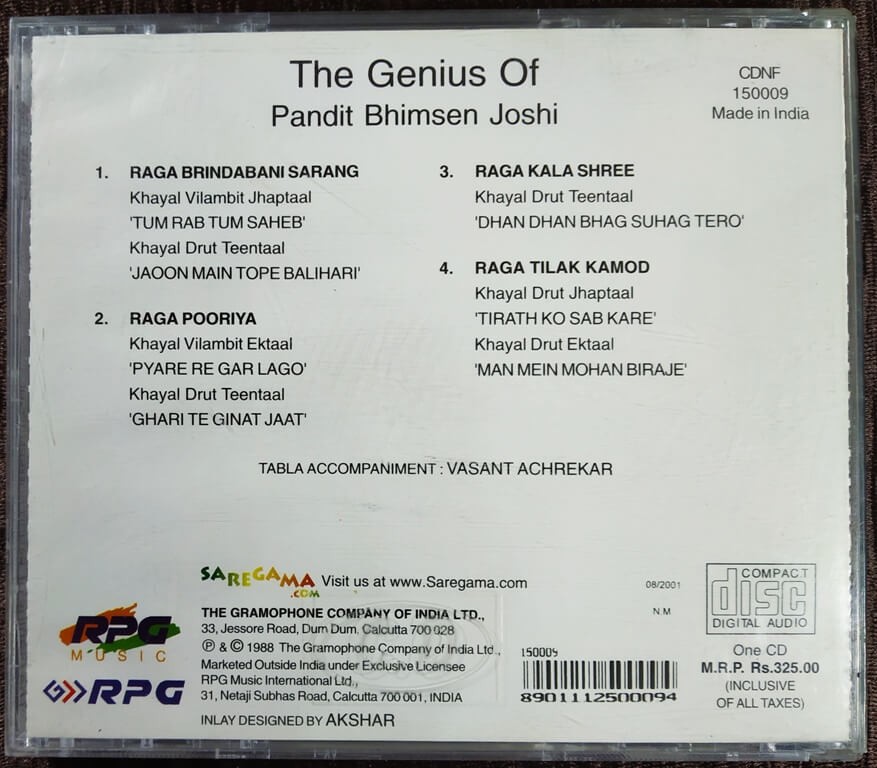 The Genius Of
Pandit Bhimsen Joshi
CDNF
150009
Made in India
1. RAGA BRINDABANI SARANG
Khayal Vilambit Jhaptaal
'TUM RAB TUM SAHEB'
Khayal Drut Teentaal
'JAOON MAIN TOPE BALIHARI'
2. RAGA POORIYA
Khayal Vilambit Ektaal
'PYARE RE GAR LAGO'
Khayal Drut Teentaal
'GHARI TE GINAT JAAT'
3. RAGA KALA SHREE
Khayal Drut Teentaal
'DHAN DHAN BHAG SUHAG TERO'
4. RAGA TILAK KAMOD
Khayal Drut Jhaptaal
'TIRATH KO SAB KARE'
Khayal Drut Ektaal
'MAN MEIN MOHAN BIRAJE'
TABLA ACCOMPANIMENT : VASANT ACHREKAR
SAREGAMA
.COM
Visit us at www.Saregama.com
RPG
MUSIC
RPG
THE GRAMOPHONE COMPANY OF INDIA LTD.,
33, Jessore Road, Dum Dum, Calcutta 700 028
℗ & © 1988 The Gramophone Company of India Ltd.,
Marketed Outside India under Exclusive Licensee
RPG Music International Ltd.,
31, Netaji Subhas Road, Calcutta 700 001, INDIA
INLAY DESIGNED BY AKSHAR
08/2001
N.M
150009
8901112500094
COMPACT
disc
DIGITAL AUDIO
One CD
M.R.P. Rs.325.00
(INCLUSIVE
OF ALL TAXES)